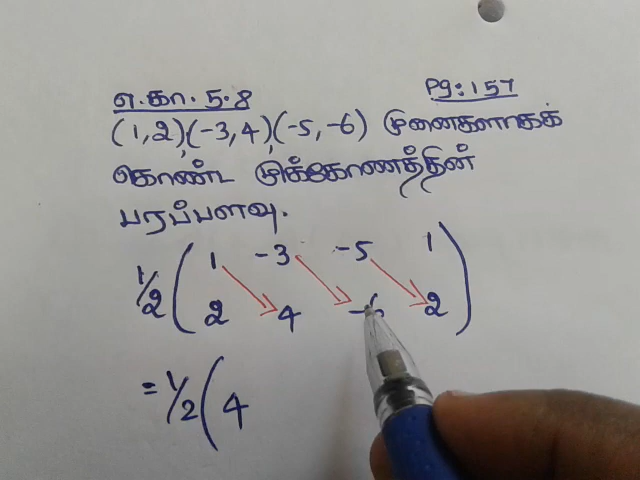 எ.கா. 5.8 Pg: 157
(1,2),(-3,4),(-5,-6) முனைகளாகக்
கொண்ட முக்கோணத்தின்
பரப்பளவு.
1/2 ( 1 -3 -5 1
2 4 -6 2 )
= 1/2 ( 4